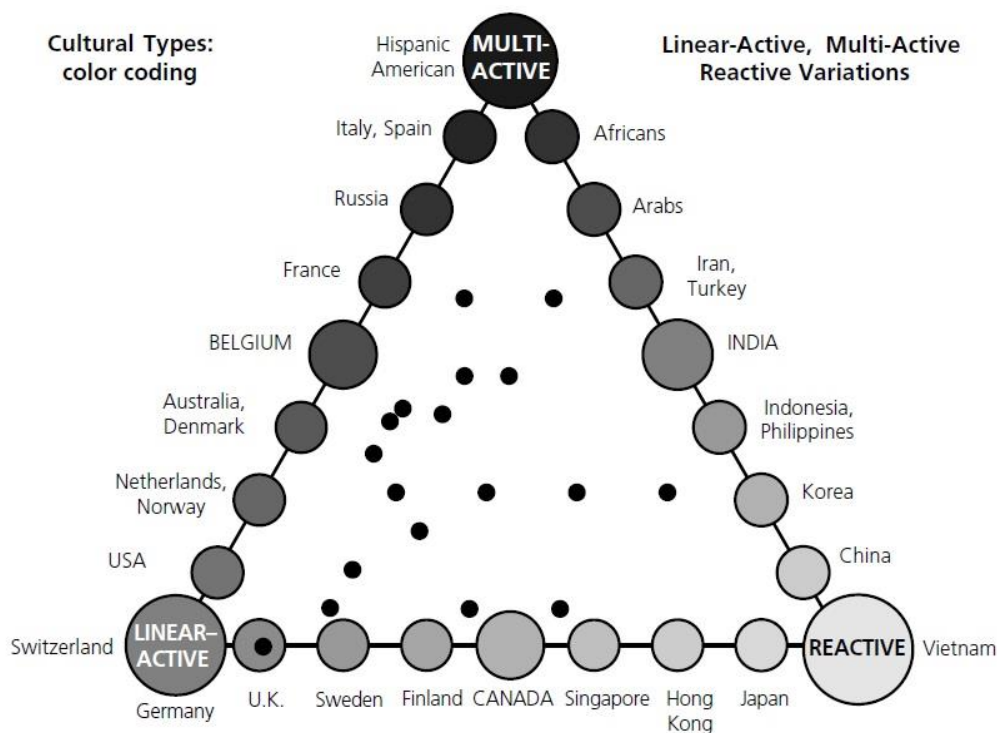 Cultural Types:
color coding
Linear-Active, Multi-Active
Reactive Variations
Hispanic
American
MULTI-
ACTIVE
Italy, Spain
Africans
Russia
Arabs
France
Iran,
Turkey
BELGIUM
INDIA
Australia,
Denmark
Indonesia,
Philippines
Netherlands,
Norway
Korea
USA
China
Switzerland
LINEAR–
ACTIVE
REACTIVE
Vietnam
Germany
U.K.
Sweden
Finland
CANADA
Singapore
Hong
Kong
Japan